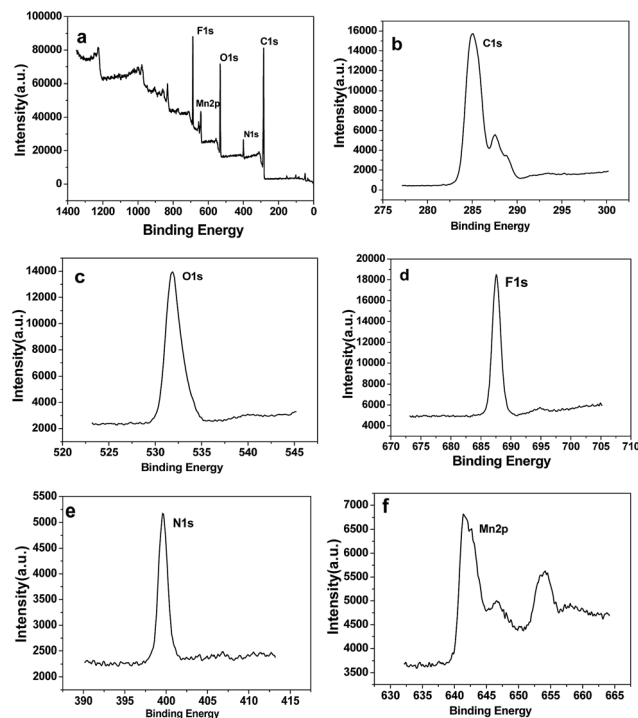 a
F1s
O1s
C1s
Mn2p
N1s
Intensity(a.u.)
100000
80000
60000
40000
20000
0
1400 1200 1000 800 600 400 200 0
Binding Energy
b
C1s
Intensity(a.u.)
16000
14000
12000
10000
8000
6000
4000
2000
0
275 280 285 290 295 300 305
Binding Energy
c
O1s
Intensity(a.u.)
14000
12000
10000
8000
6000
4000
2000
520 525 530 535 540 545
Binding Energy
d
F1s
Intensity(a.u.)
20000
18000
16000
14000
12000
10000
8000
6000
4000
670 675 680 685 690 695 700 705 710
Binding Energy
e
N1s
Intensity(a.u.)
5500
5000
4500
4000
3500
3000
2500
2000
390 395 400 405 410 415
Binding Energy
f
Mn2p
Intensity(a.u.)
7000
6500
6000
5500
5000
4500
4000
3500
630 635 640 645 650 655 660 665
Binding Energy